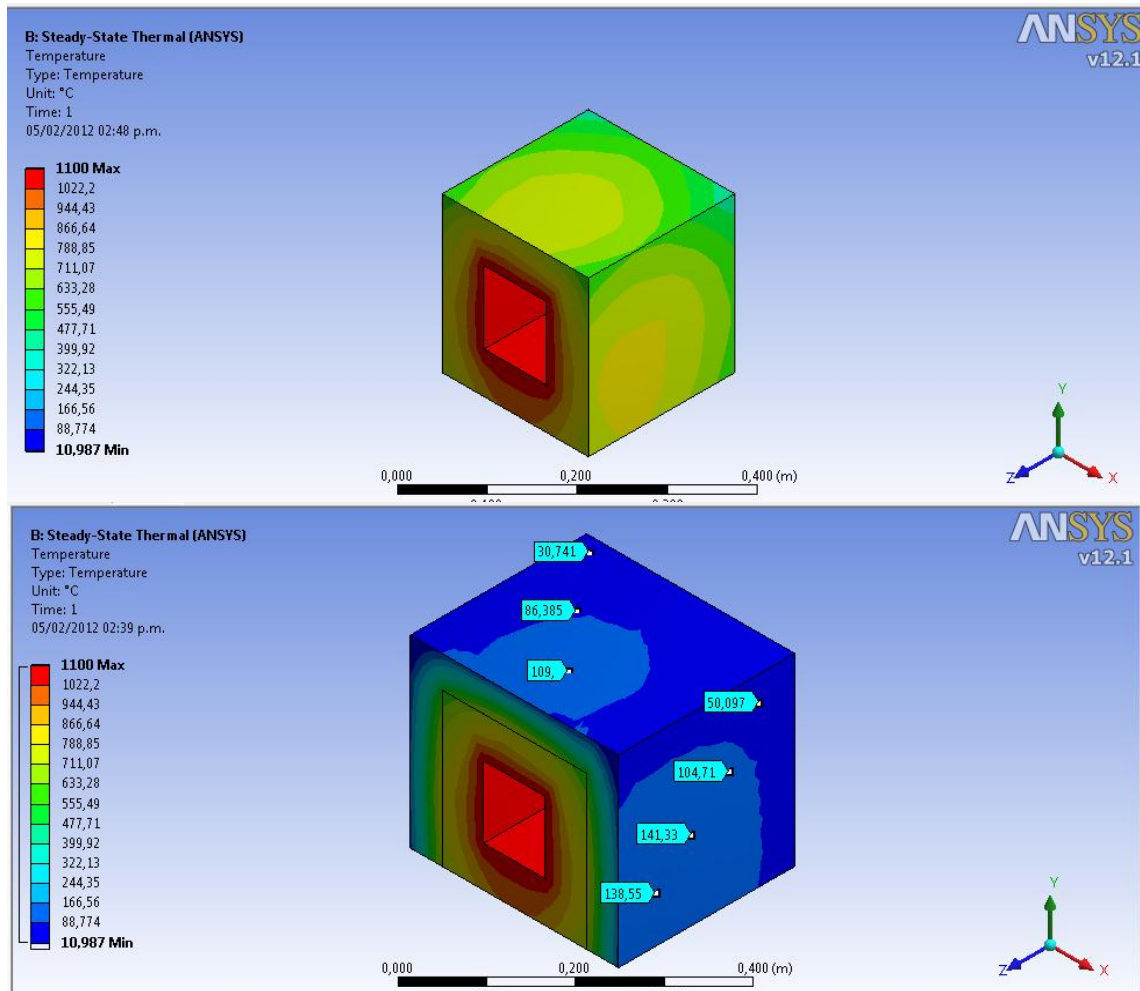 B: Steady-State Thermal (ANSYS)
Temperature
Type: Temperature
Unit: °C
Time: 1
05/02/2012 02:48 p.m.
ANSYS
v12.1
1100 Max
1022,2
944,43
866,64
788,85
711,07
633,28
555,49
477,71
399,92
322,13
244,35
166,56
88,774
10,987 Min
Y
Z
X
0,000
0,200
0,400 (m)
B: Steady-State Thermal (ANSYS)
Temperature
Type: Temperature
Unit: °C
Time: 1
05/02/2012 02:39 p.m.
ANSYS
v12.1
30,741
86,385
109,
50,097
104,71
141,33
138,55
1100 Max
1022,2
944,43
866,64
788,85
711,07
633,28
555,49
477,71
399,92
322,13
244,35
166,56
88,774
10,987 Min
Y
Z
X
0,000
0,200
0,400 (m)